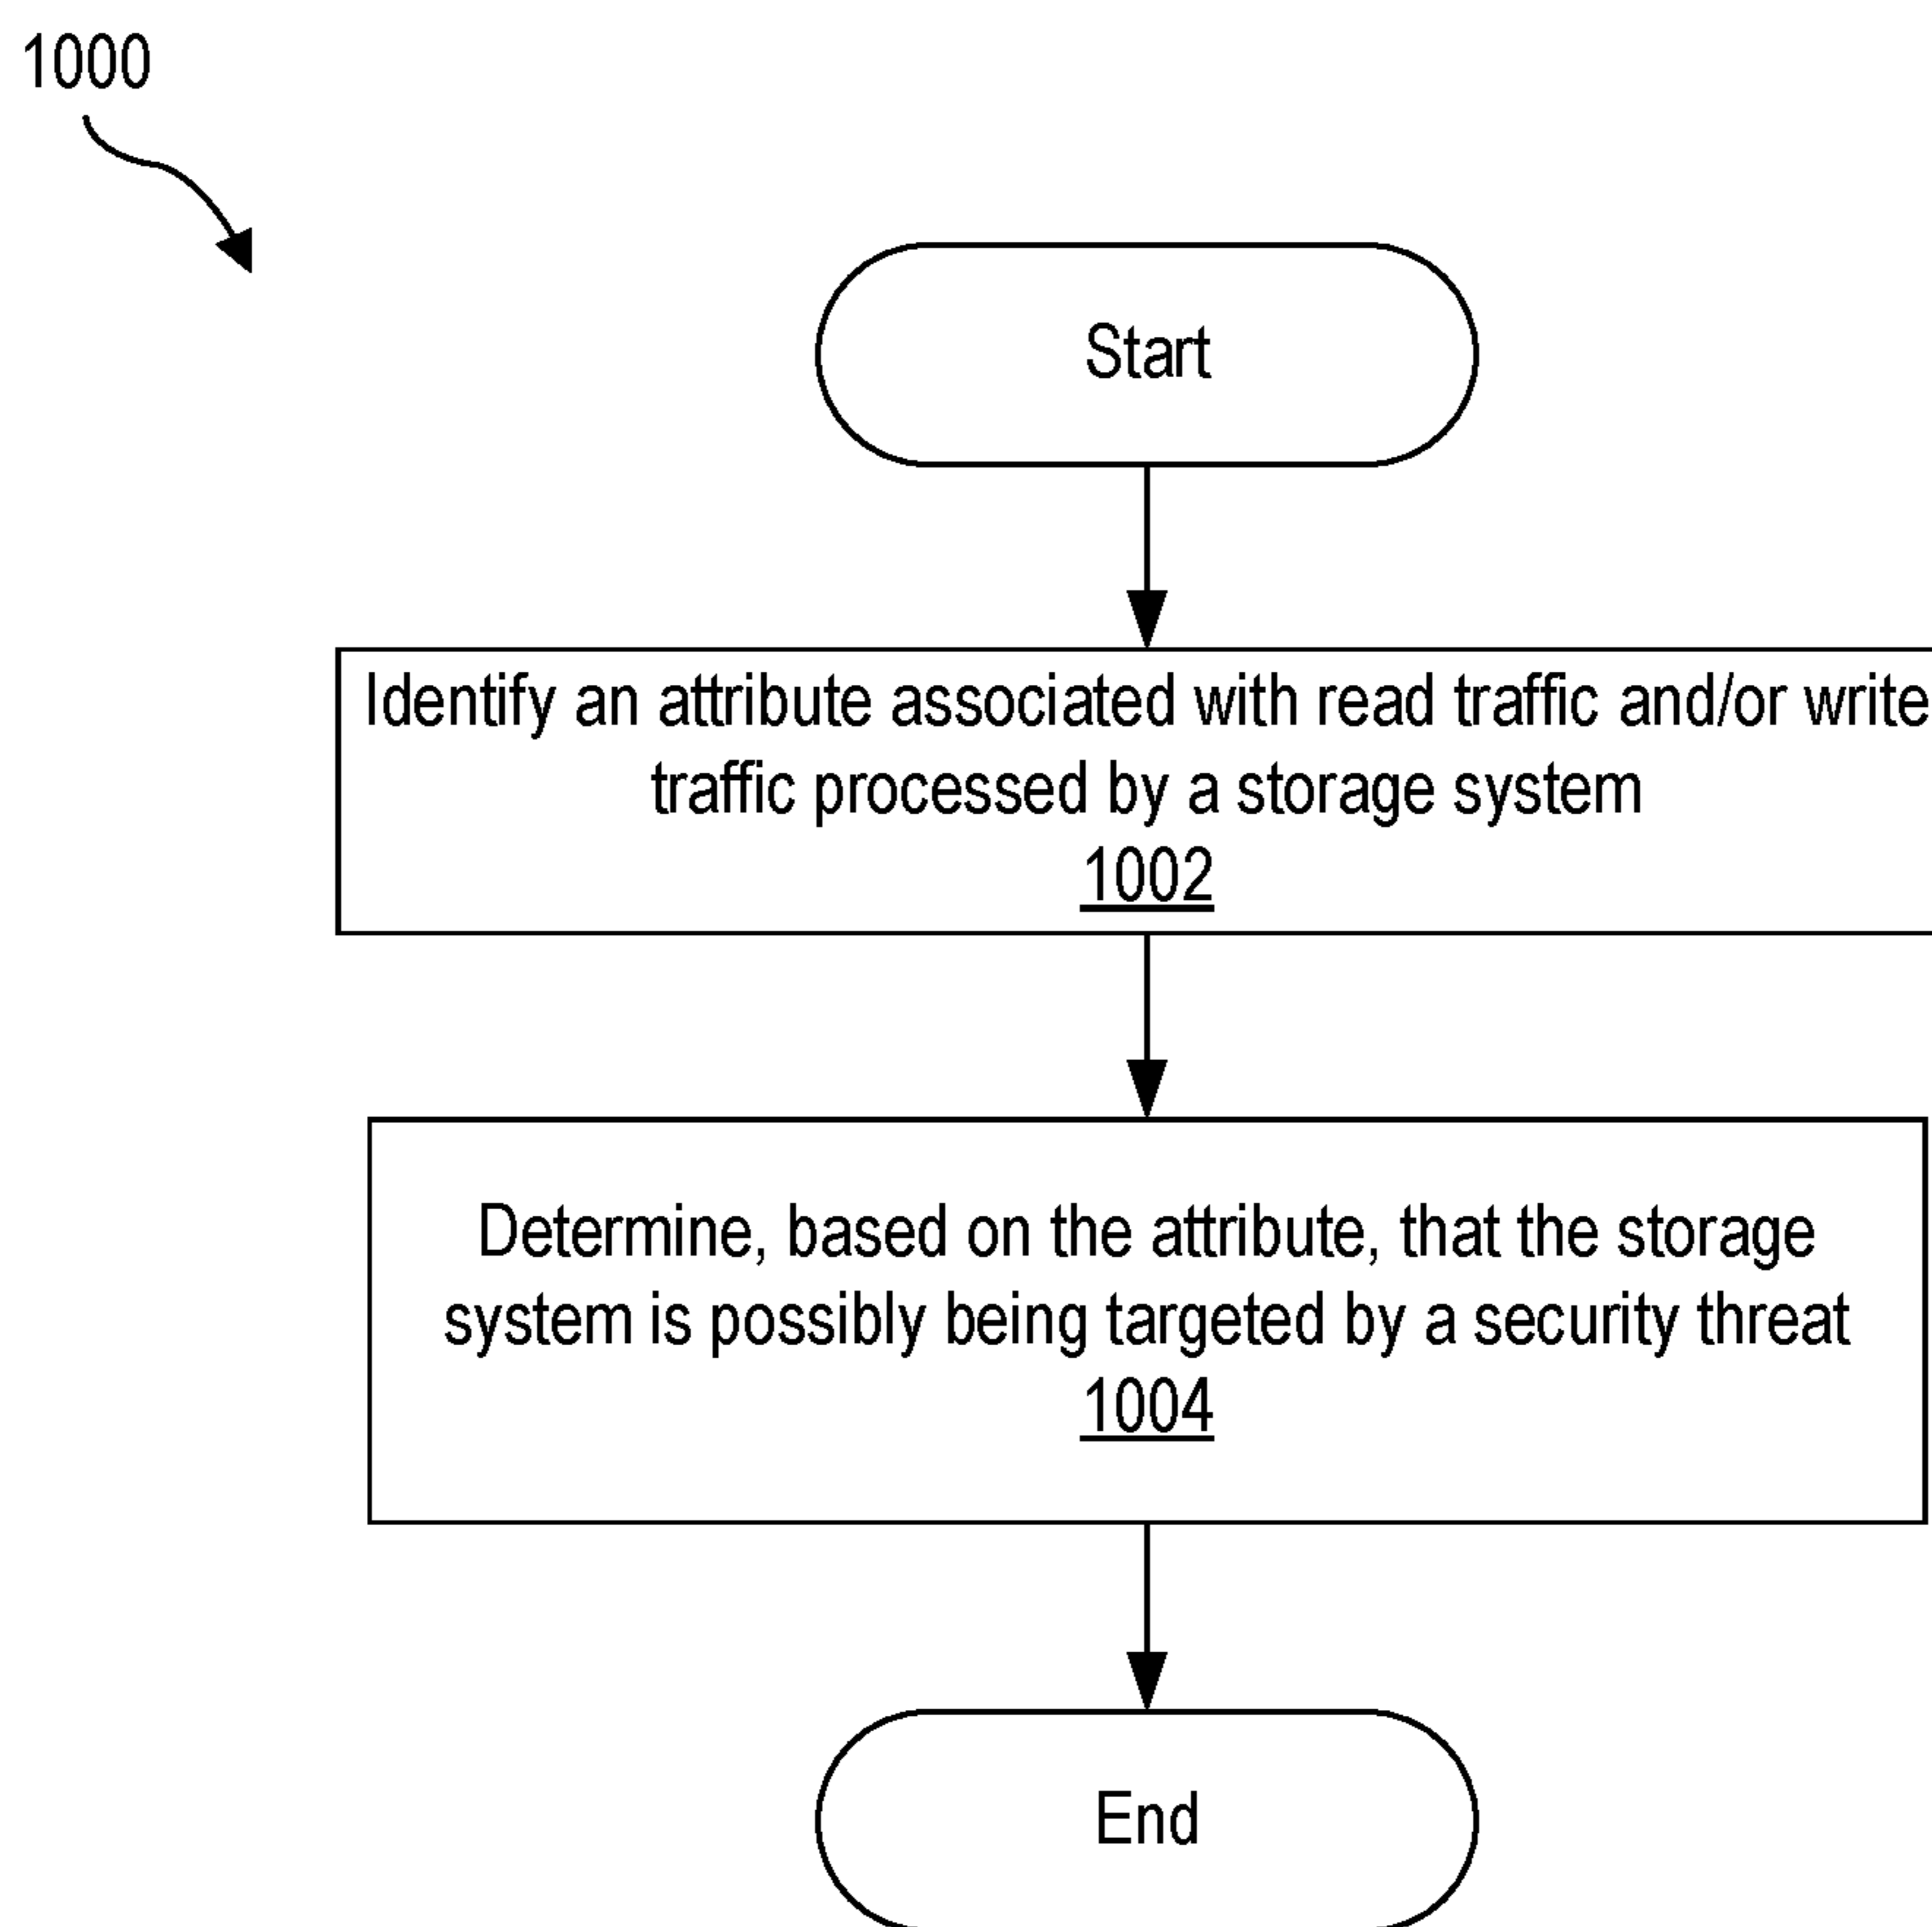 1000
Start
Identify an attribute associated with read traffic and/or write
traffic processed by a storage system
1002
Determine, based on the attribute, that the storage
system is possibly being targeted by a security threat
1004
End